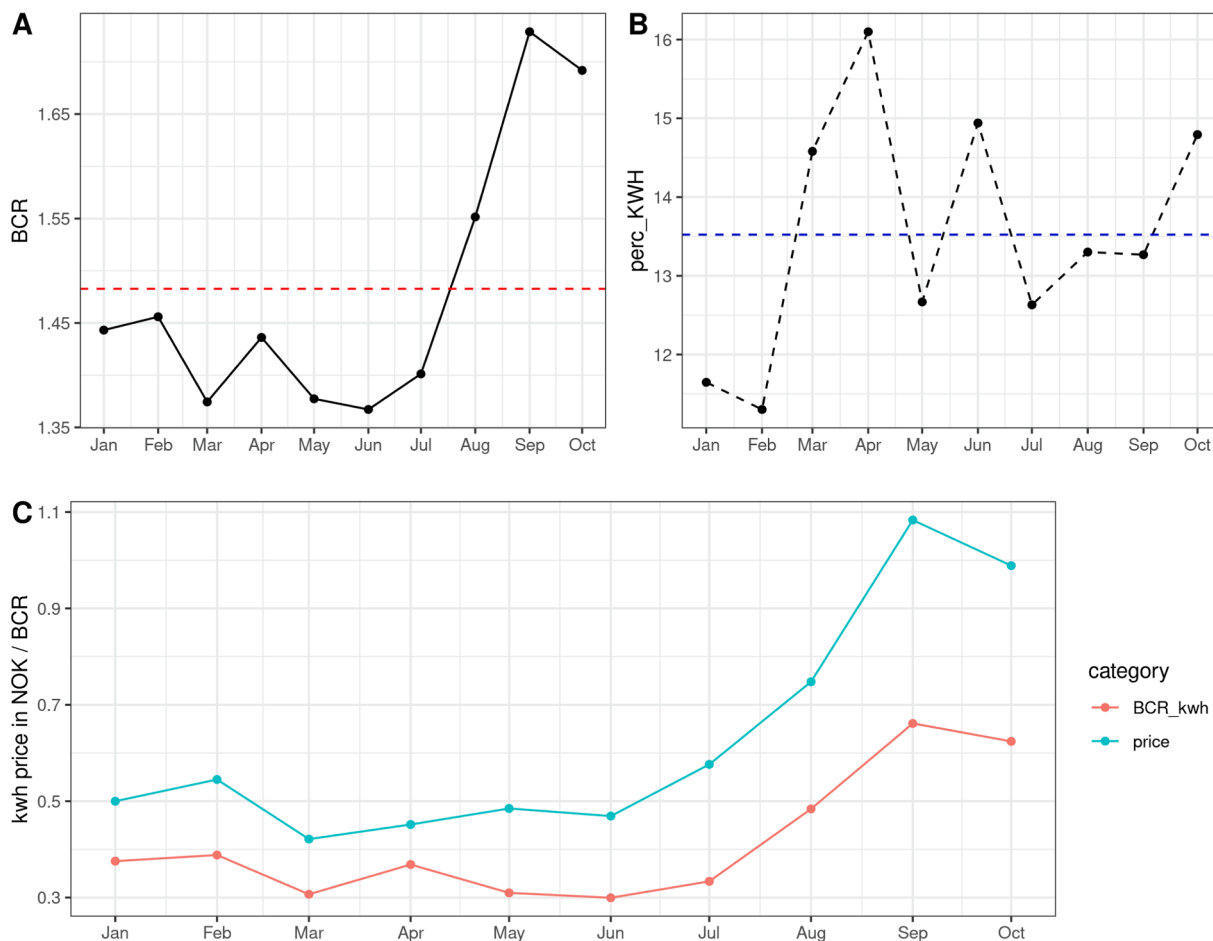 A
BCR
1.65
1.55
1.45
1.35
Jan Feb Mar Apr May Jun Jul Aug Sep Oct
B
perc_KWH
16
15
14
13
12
Jan Feb Mar Apr May Jun Jul Aug Sep Oct
C
kwh price in NOK / BCR
1.1
0.9
0.7
0.5
0.3
Jan Feb Mar Apr May Jun Jul Aug Sep Oct
category
BCR_kwh
price